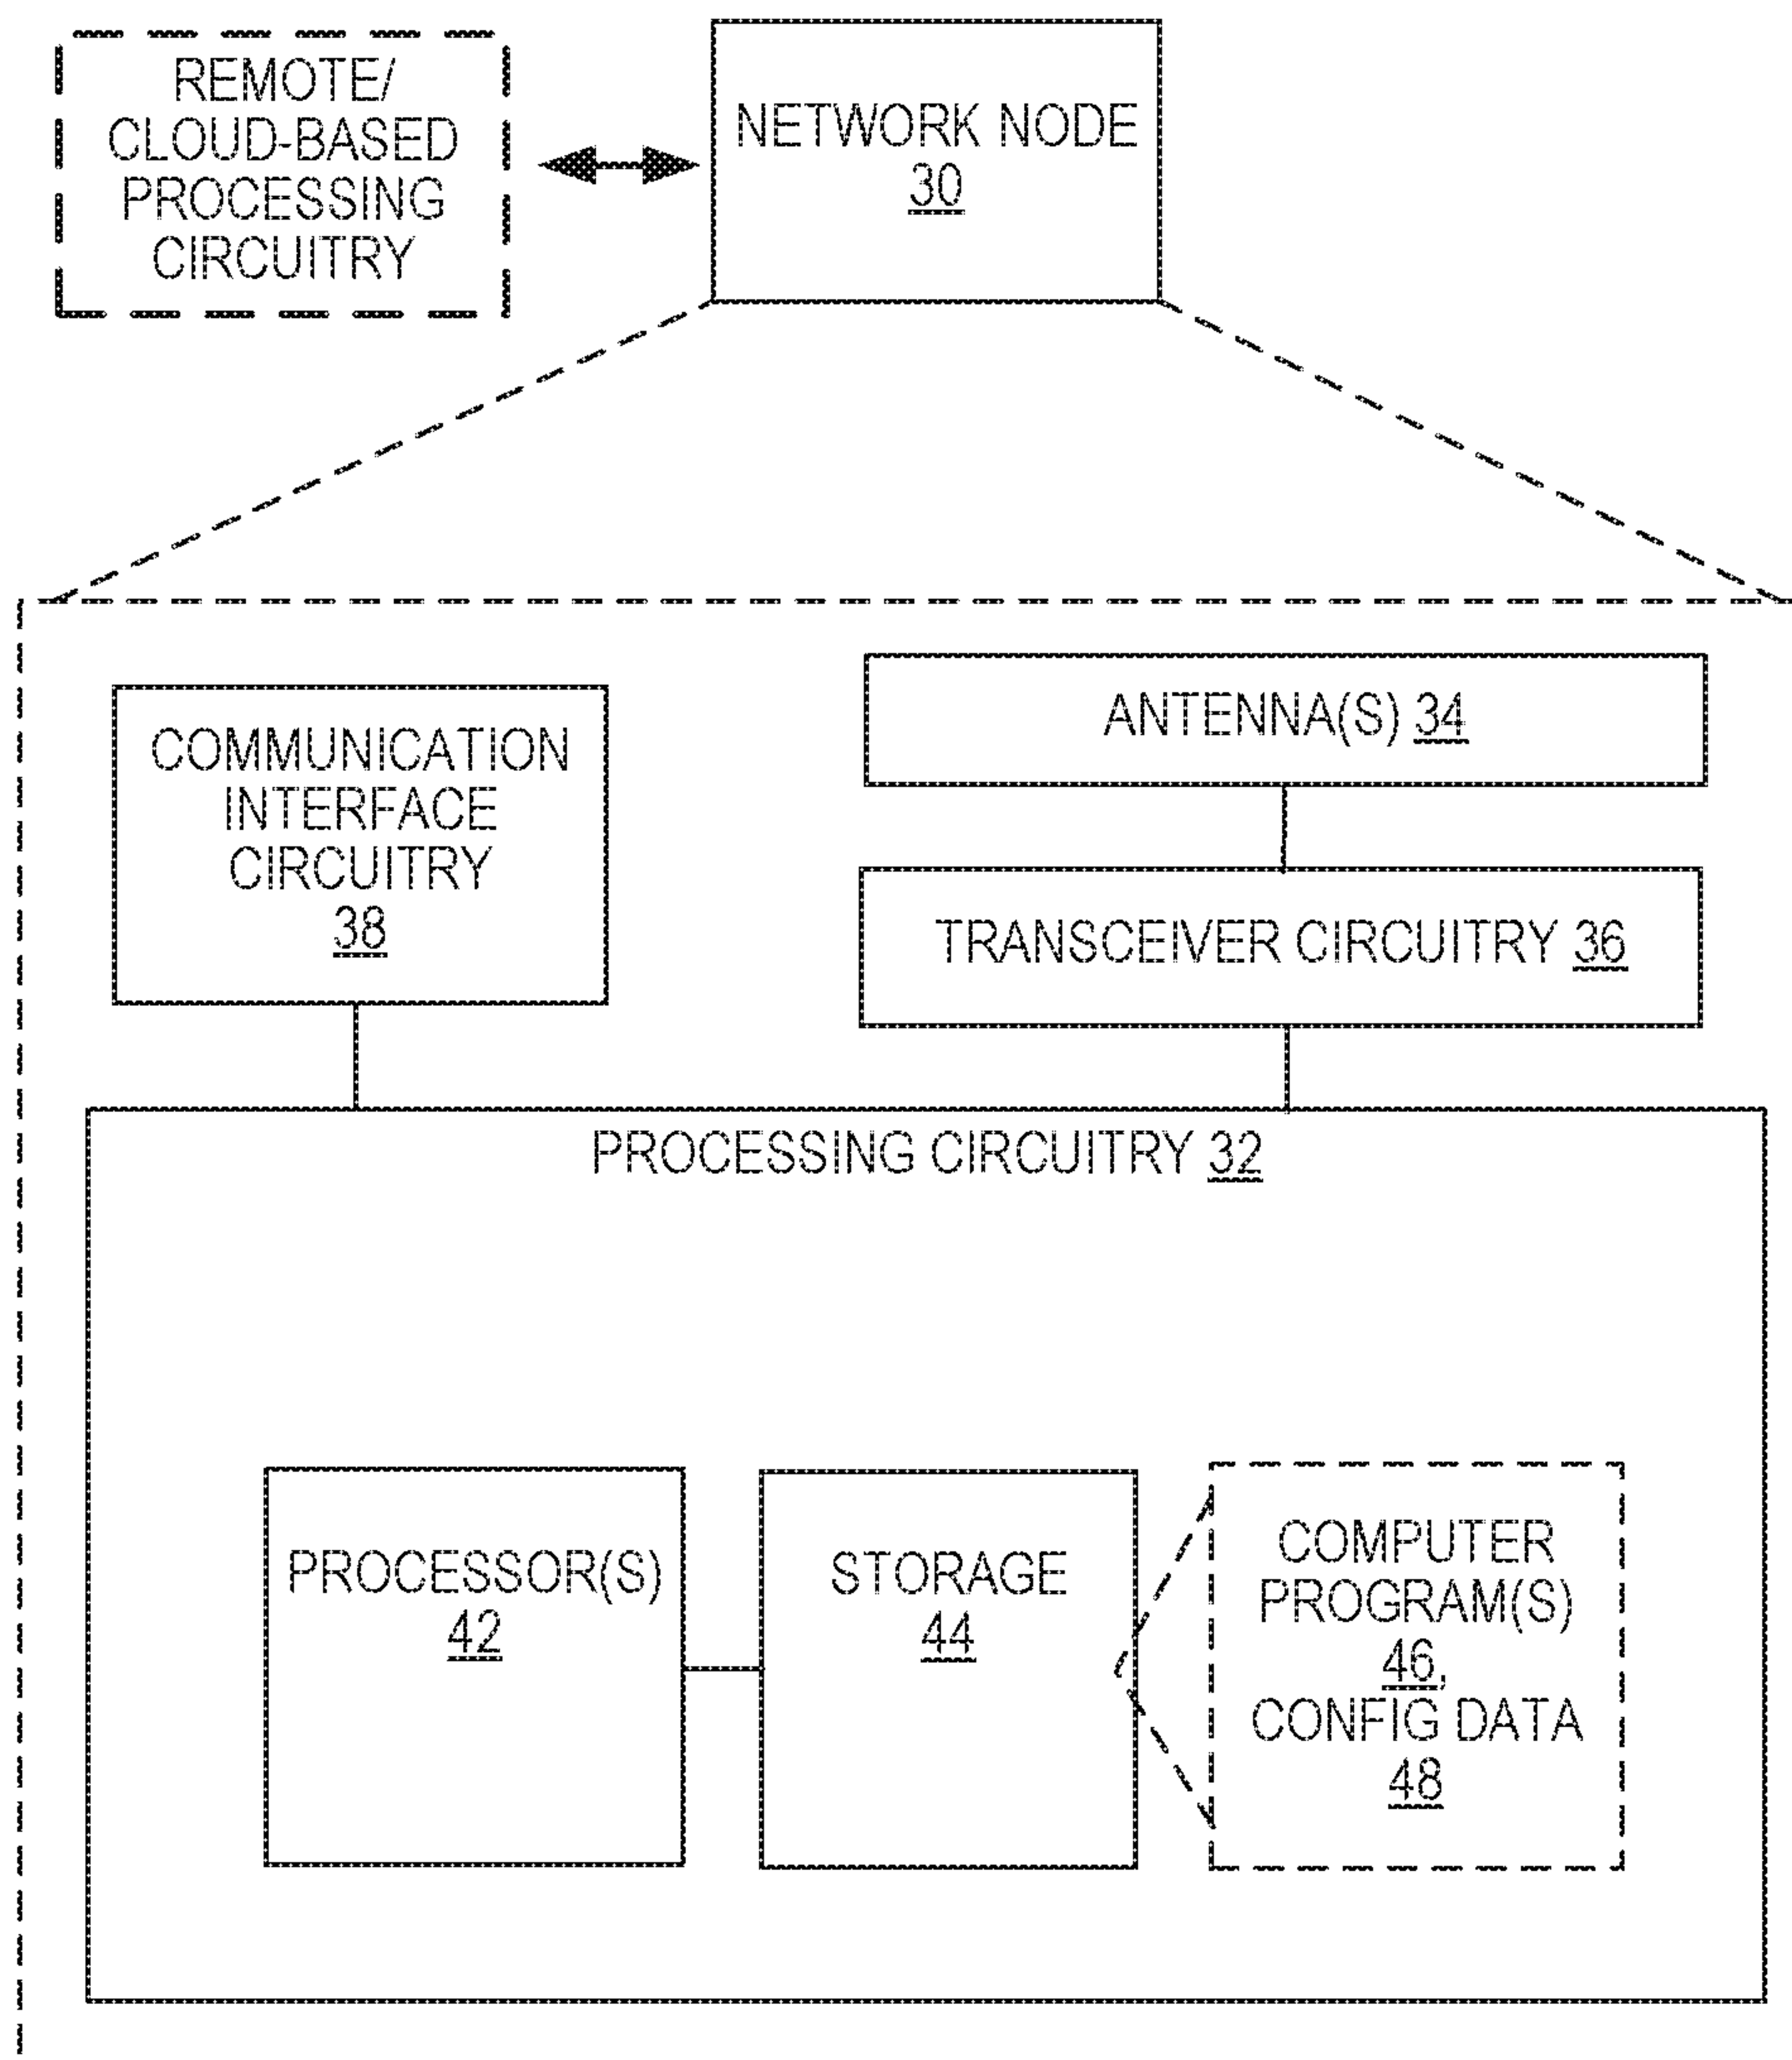 REMOTE/
CLOUD-BASED
PROCESSING
CIRCUITRY
NETWORK NODE
30
COMMUNICATION
INTERFACE
CIRCUITRY
38
ANTENNA(S) 34
TRANSCEIVER CIRCUITRY 36
PROCESSING CIRCUITRY 32
PROCESSOR(S)
42
STORAGE
44
COMPUTER
PROGRAM(S)
46,
CONFIG DATA
48